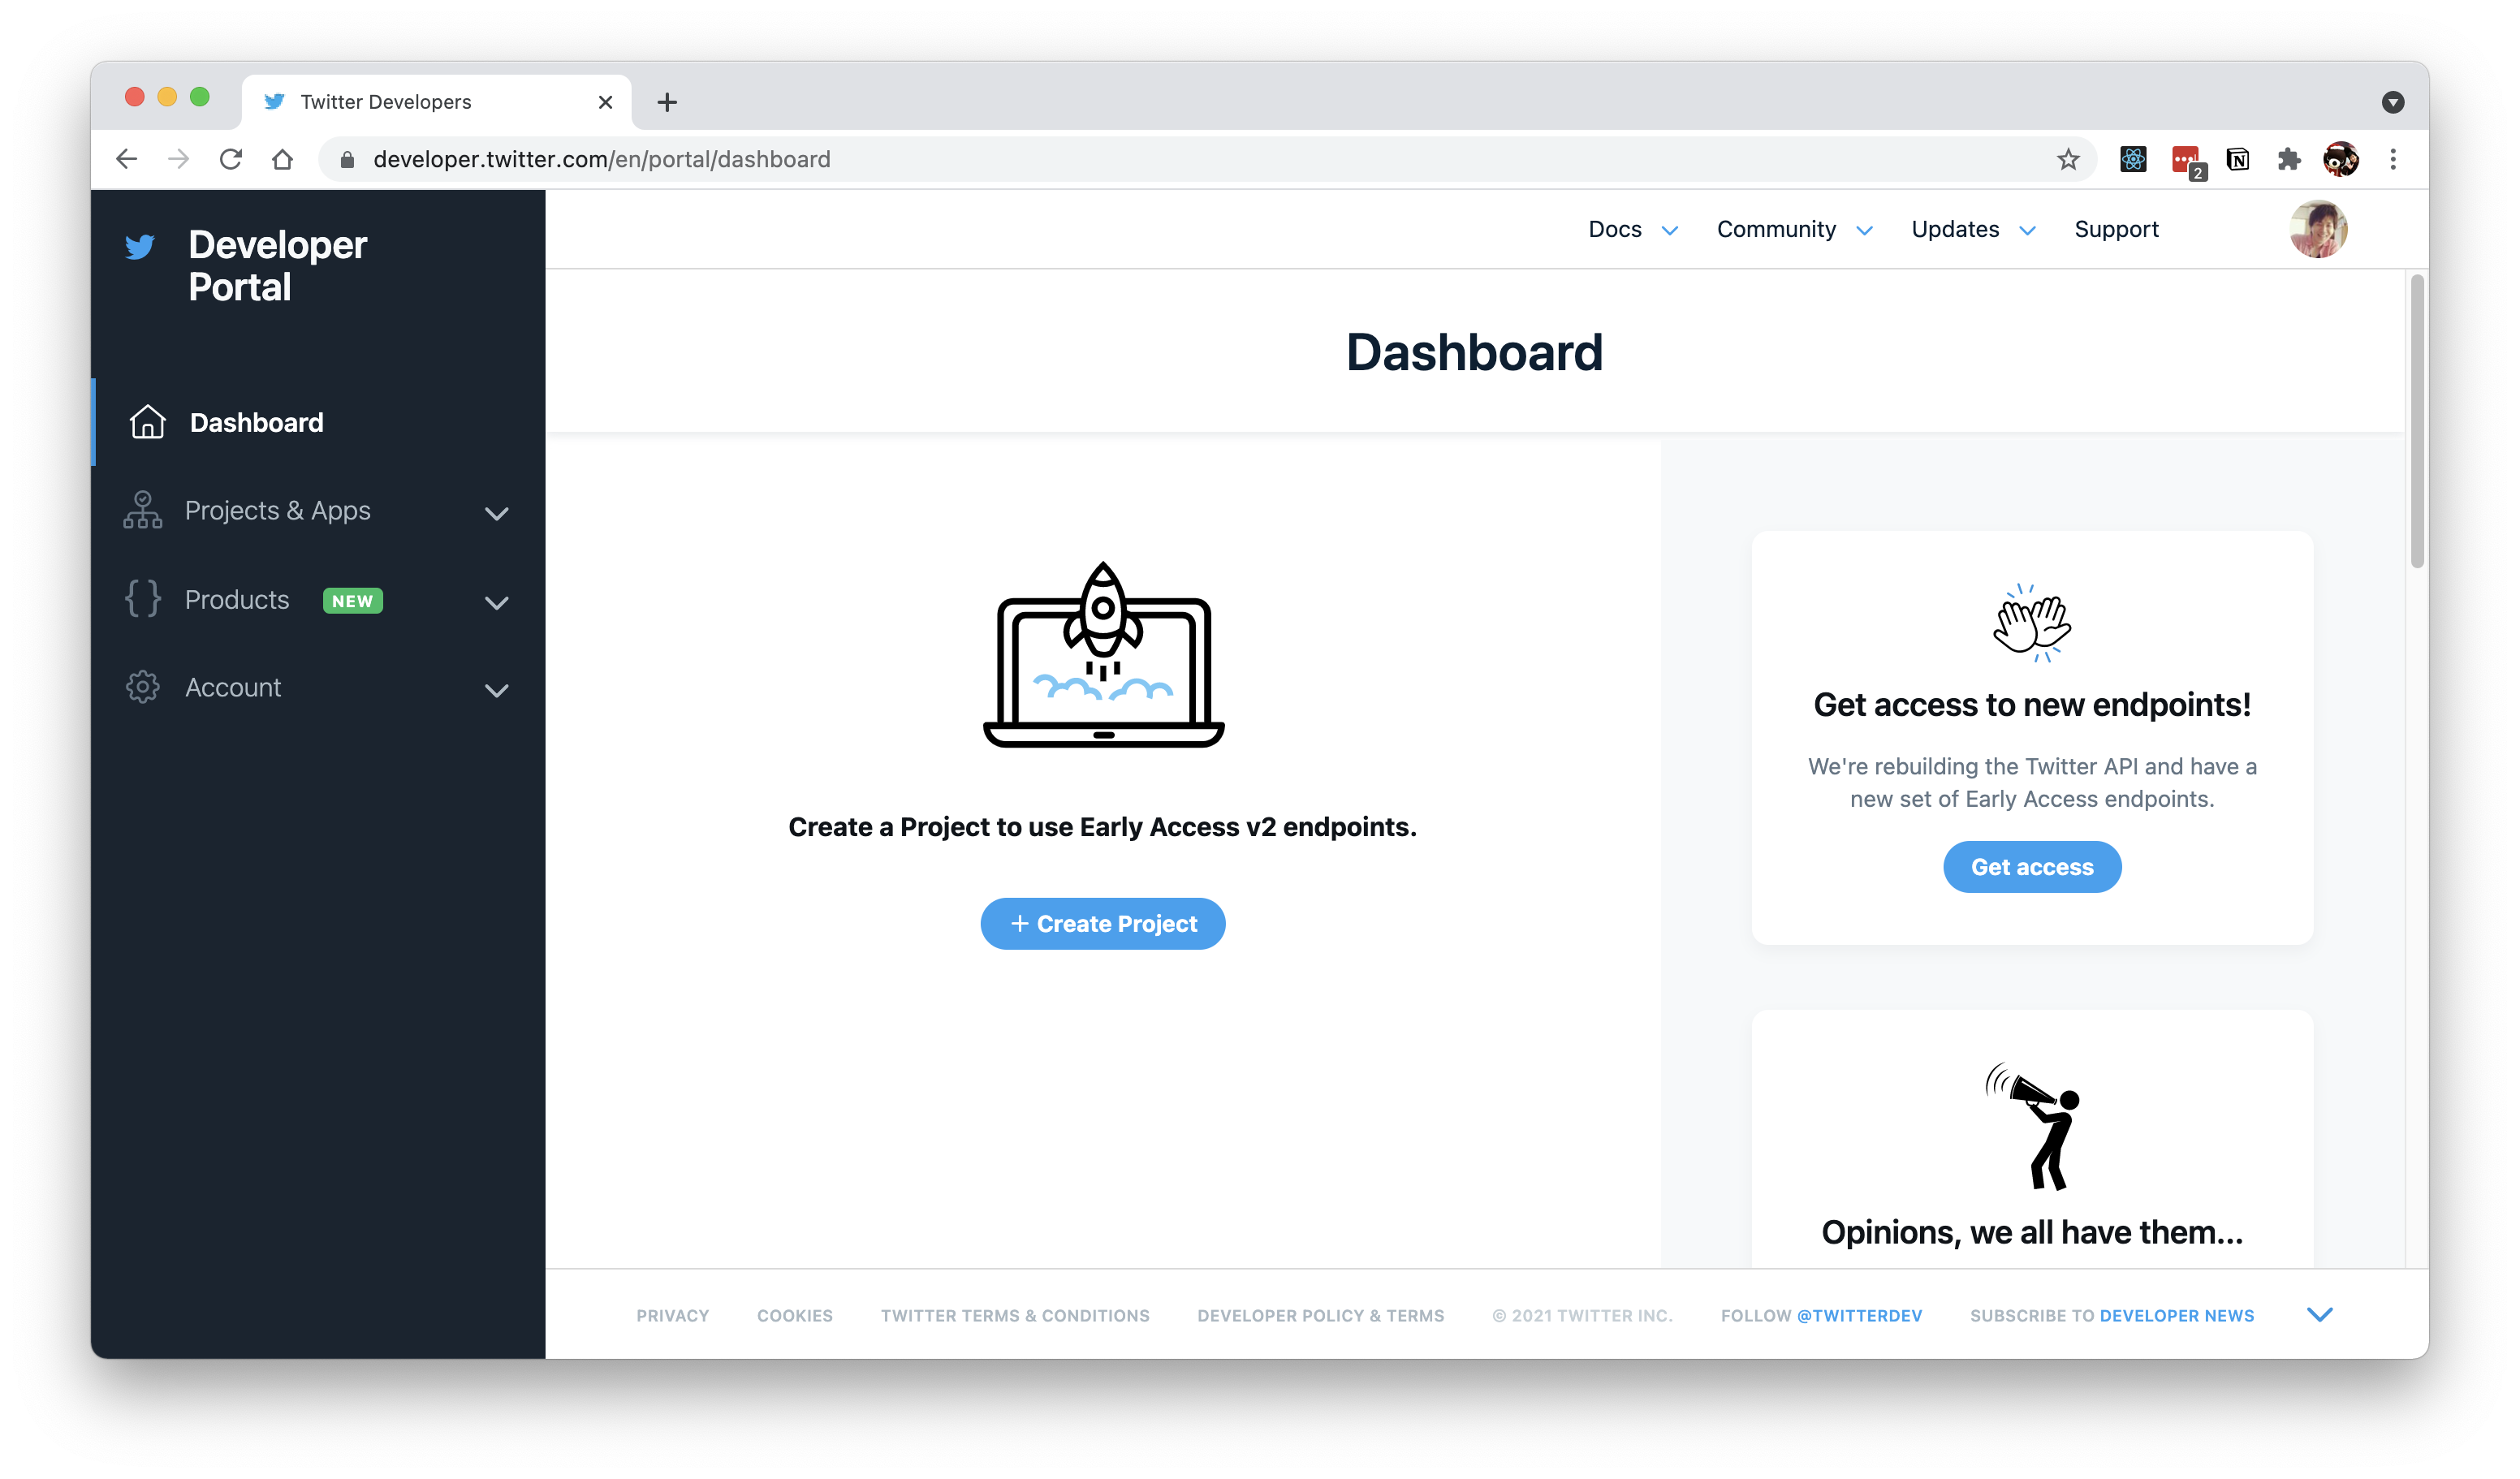 Twitter Developers
developer.twitter.com/en/portal/dashboard
2
N
Developer
Portal
Docs
Community
Updates
Support
Dashboard
Projects & Apps
Products NEW
Account
Dashboard
Create a Project to use Early Access v2 endpoints.
+ Create Project
Get access to new endpoints!
We're rebuilding the Twitter API and have a
new set of Early Access endpoints.
Get access
Opinions, we all have them...
PRIVACY
COOKIES
TWITTER TERMS & CONDITIONS
DEVELOPER POLICY & TERMS
© 2021 TWITTER INC.
FOLLOW @TWITTERDEV
SUBSCRIBE TO DEVELOPER NEWS